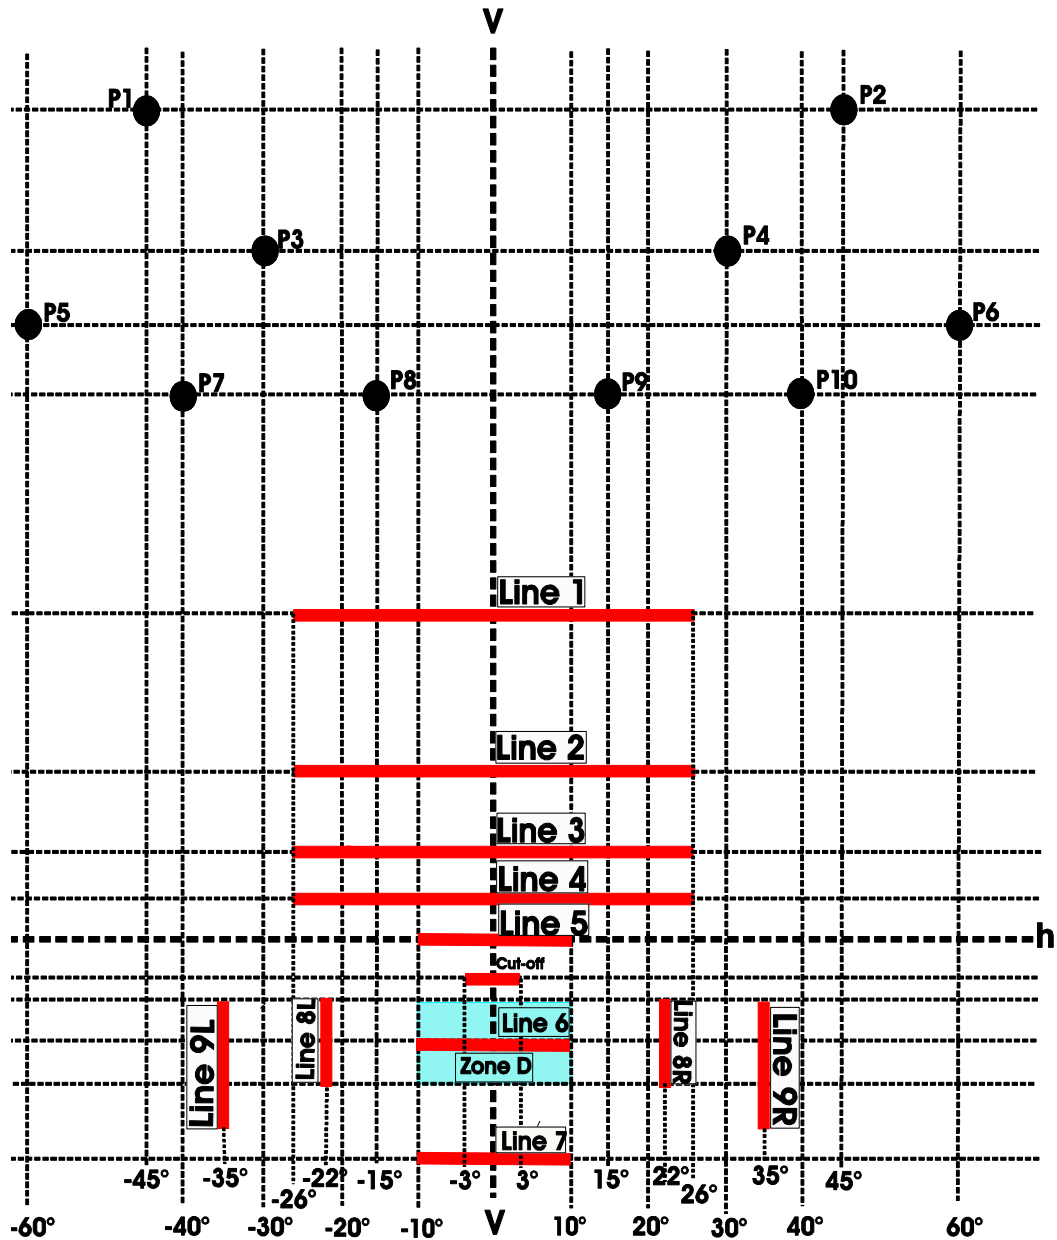 V
P1
P2
P3
P4
P5
P6
P7
P8
P9
P10
Line 1
Line 2
Line 3
Line 4
Line 5
h
Cut-off
Line 9L
Line 8L
Line 6
Zone D
Line 8R
Line 9R
Line 7
-45° -35° -22° -15° -3° 3° 15° 22° 35° 45°
-26° 26°
-60° -40° -30° -20° -10° V 10° 20° 30° 40° 60°